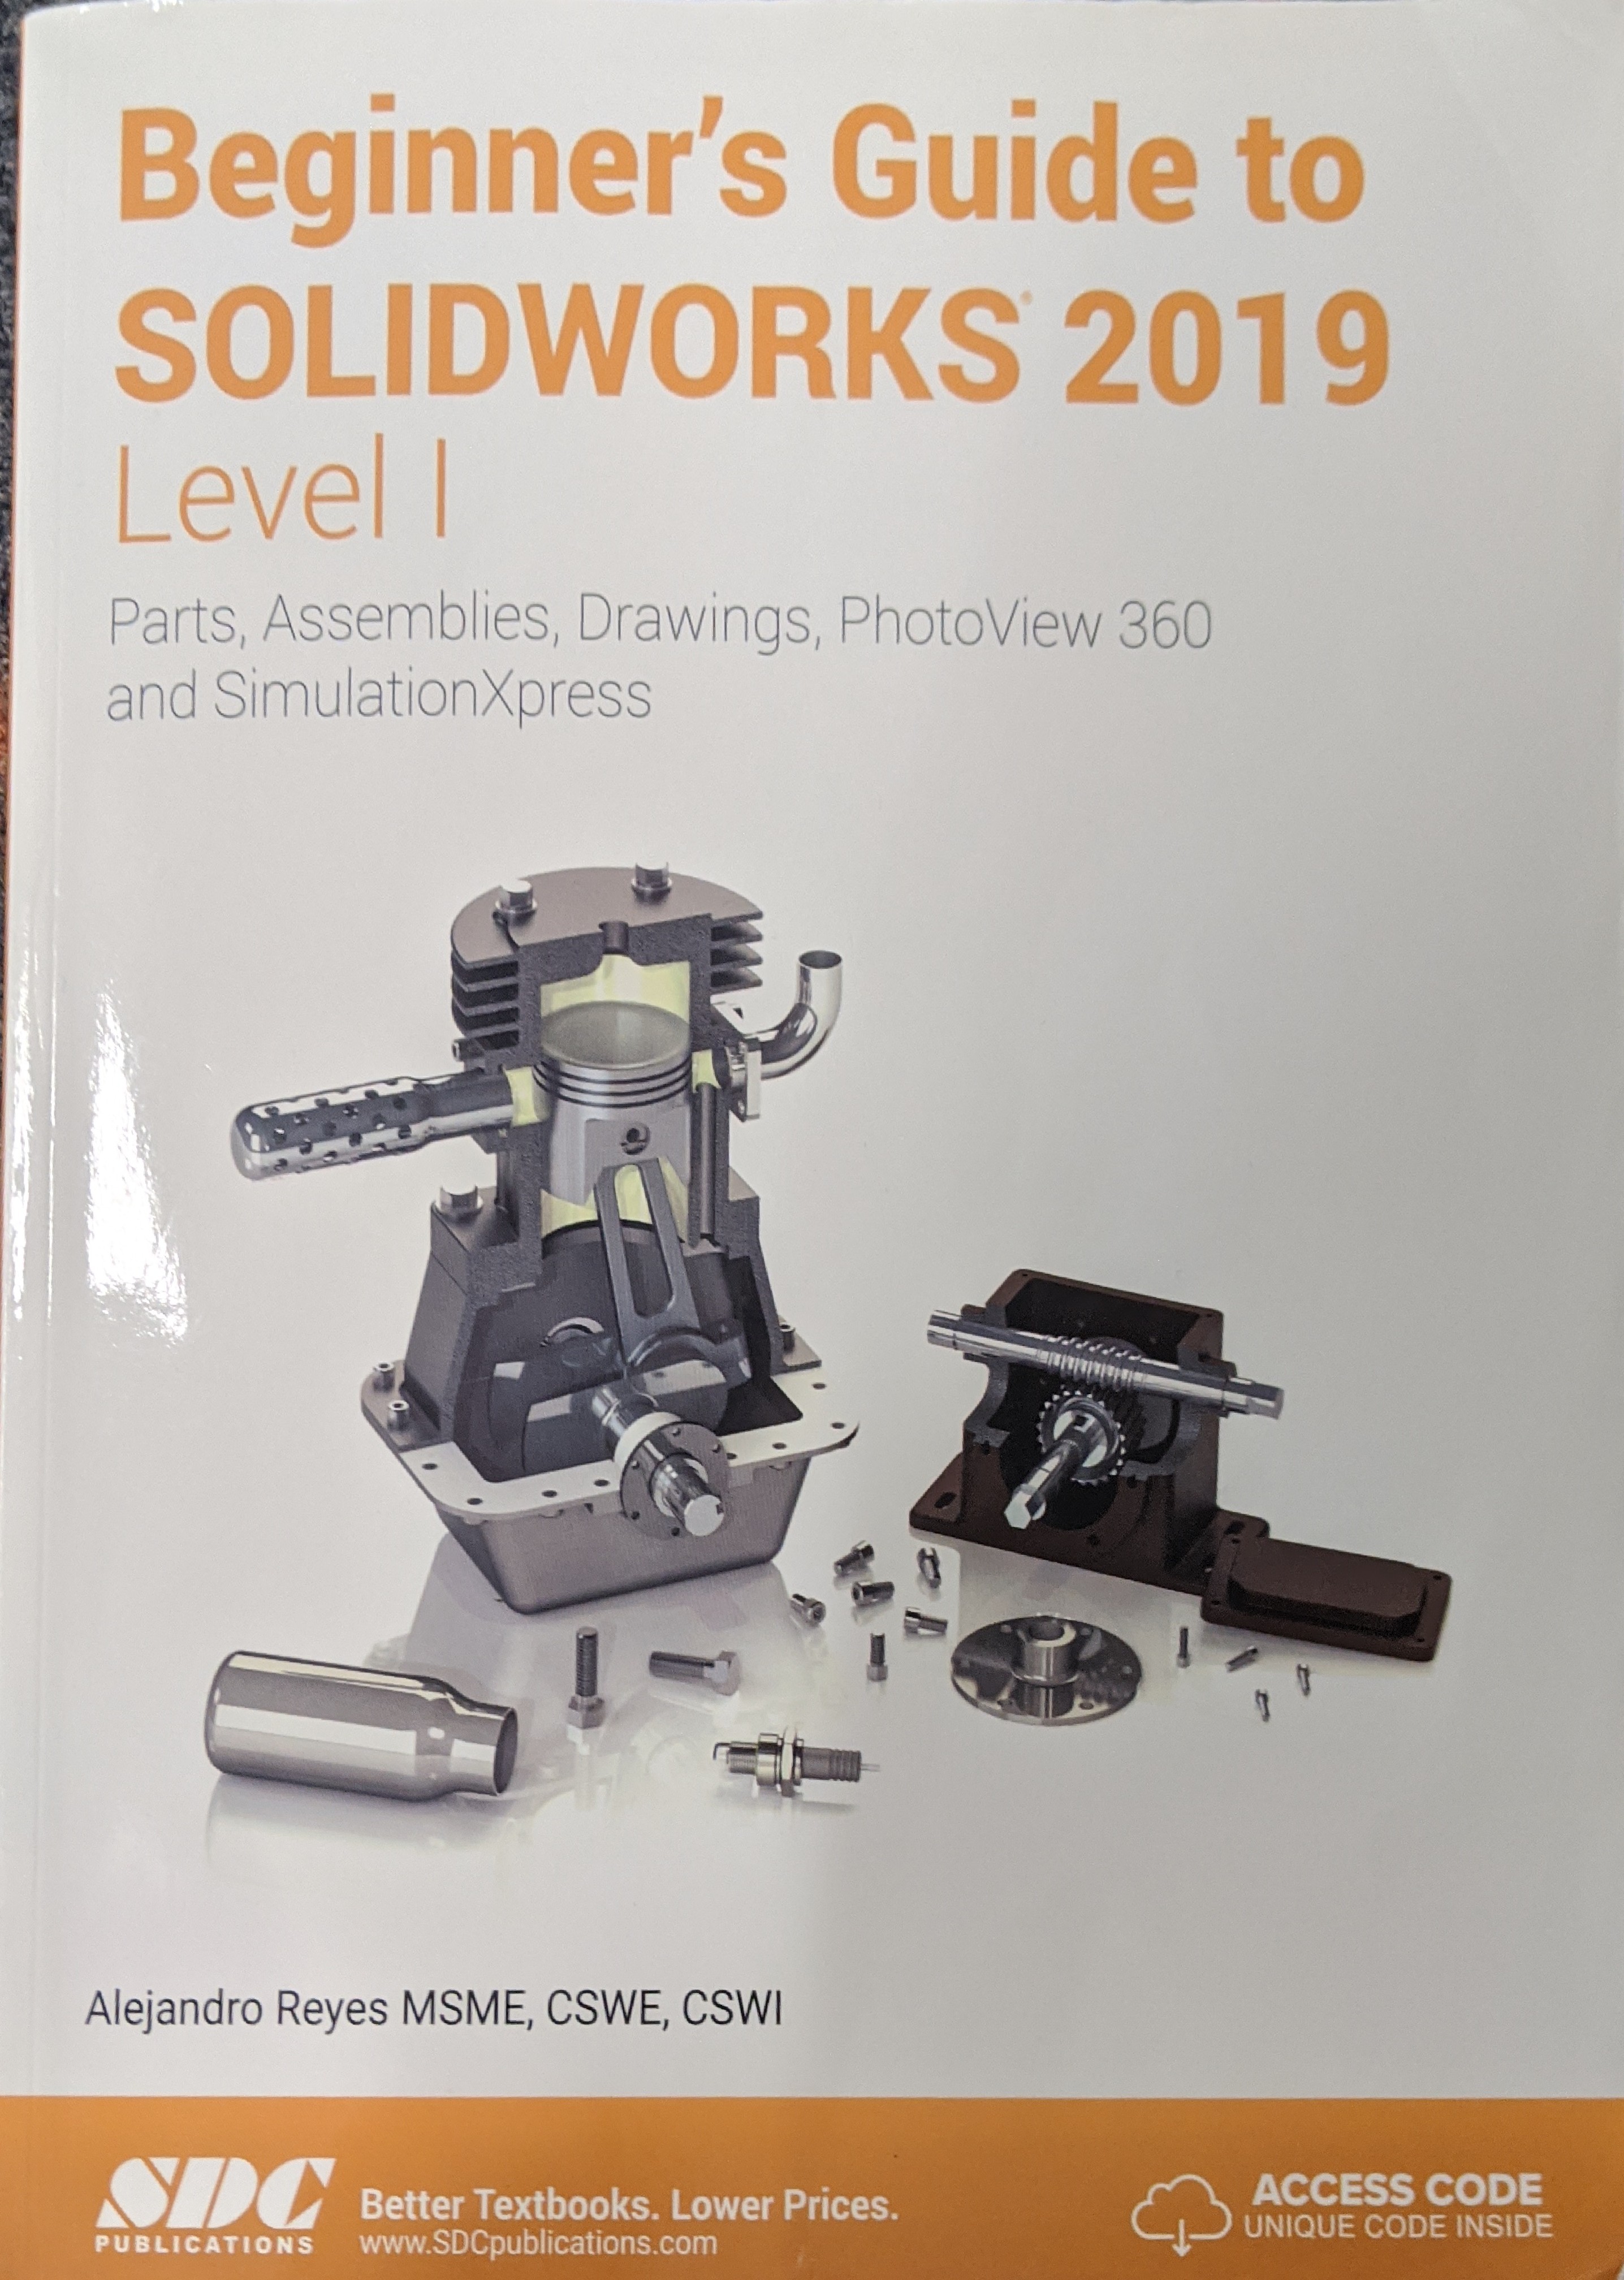 Beginner's Guide to
SOLIDWORKS® 2019
Level I
Parts, Assemblies, Drawings, PhotoView 360
and SimulationXpress
Alejandro Reyes MSME, CSWE, CSWI
SDC
PUBLICATIONS
Better Textbooks. Lower Prices.
www.SDCpublications.com
ACCESS CODE
UNIQUE CODE INSIDE